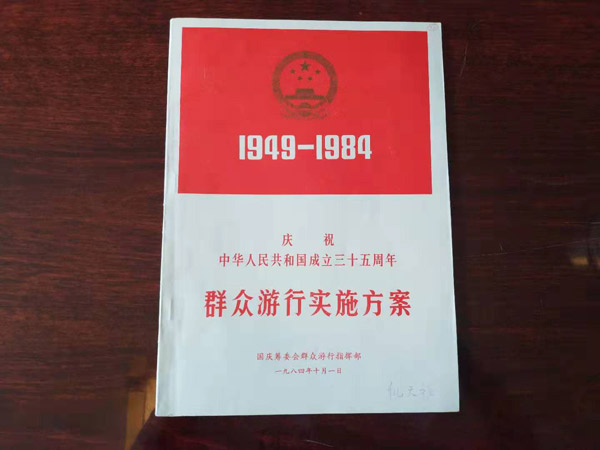 1949-1984
庆 祝
中华人民共和国成立三十五周年
群众游行实施方案
国庆筹委会群众游行指挥部
一九八四年十月一日